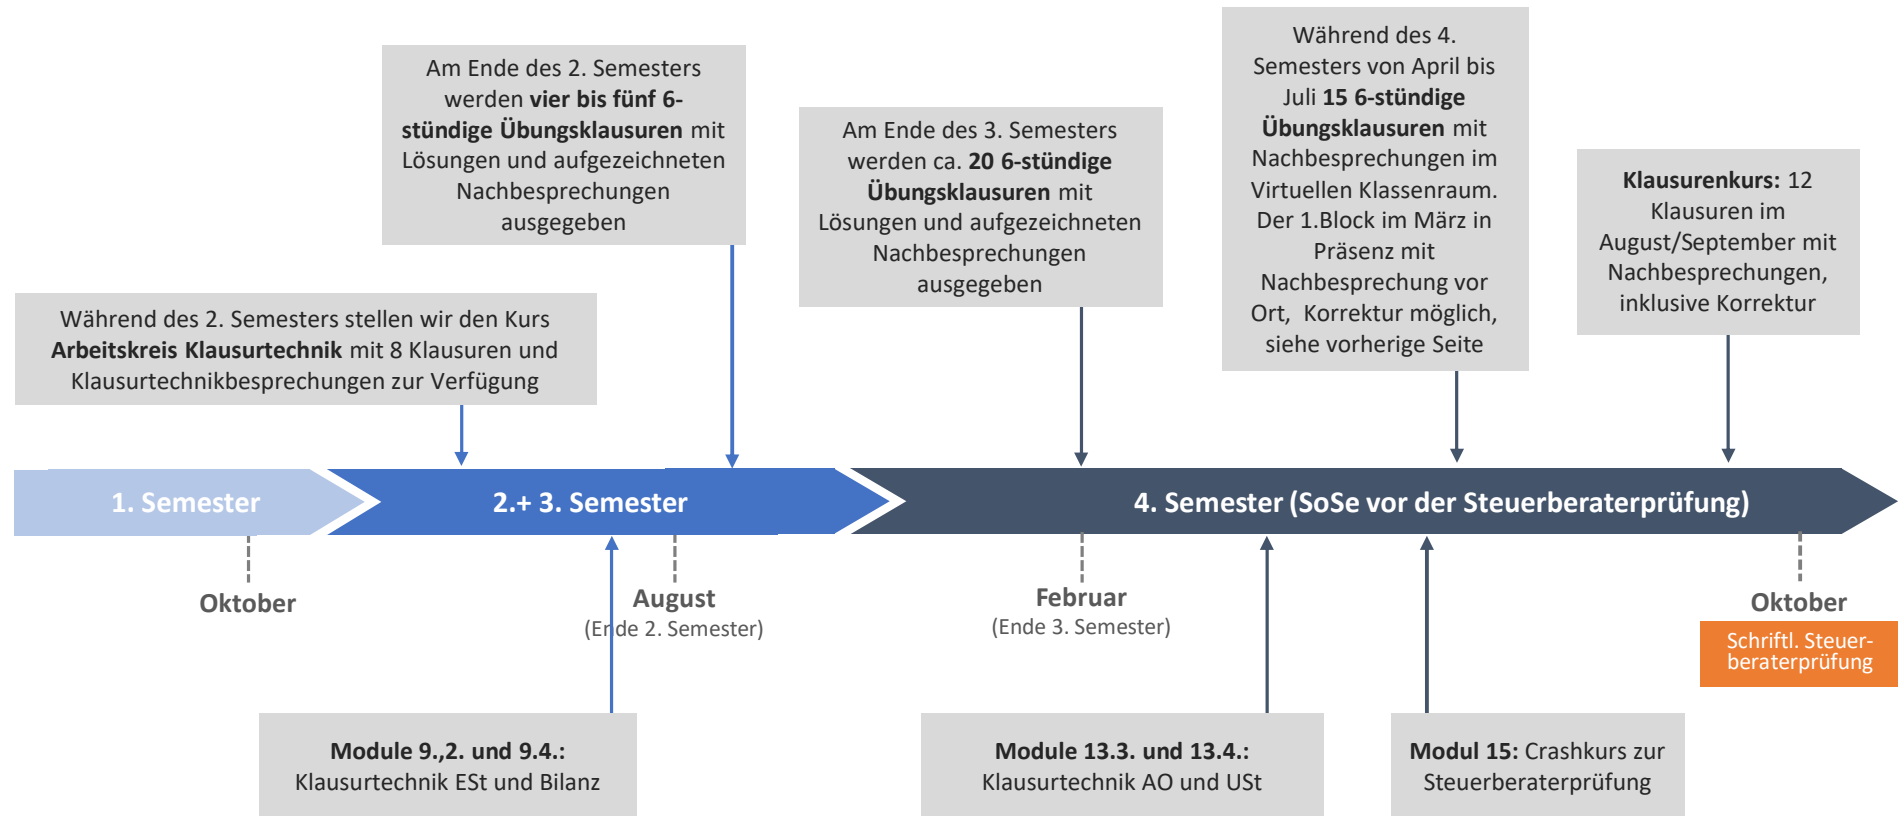 Am Ende des 2. Semesters
werden vier bis fünf 6-
stündige Übungsklausuren mit
Lösungen und aufgezeichneten
Nachbesprechungen
ausgegeben
Während des 4.
Semesters von April bis
Juli 15 6-stündige
Übungsklausuren mit
Nachbesprechungen im
Virtuellen Klassenraum.
Der 1.Block im März in
Präsenz mit
Nachbesprechung vor
Ort,  Korrektur möglich,
siehe vorherige Seite
Am Ende des 3. Semesters
werden ca. 20 6-stündige
Übungsklausuren mit
Lösungen und aufgezeichneten
Nachbesprechungen
ausgegeben
Klausurenkurs: 12
Klausuren im
August/September mit
Nachbesprechungen,
inklusive Korrektur
Während des 2. Semesters stellen wir den Kurs
Arbeitskreis Klausurtechnik mit 8 Klausuren und
Klausurtechnikbesprechungen zur Verfügung
1. Semester
2.+ 3. Semester
4. Semester (SoSe vor der Steuerberaterprüfung)
Oktober
August
(Ende 2. Semester)
Februar
(Ende 3. Semester)
Oktober
Schriftl. Steuer-
beraterprüfung
Module 9.,2. und 9.4.:
Klausurtechnik ESt und Bilanz
Module 13.3. und 13.4.:
Klausurtechnik AO und USt
Modul 15: Crashkurs zur
Steuerberaterprüfung